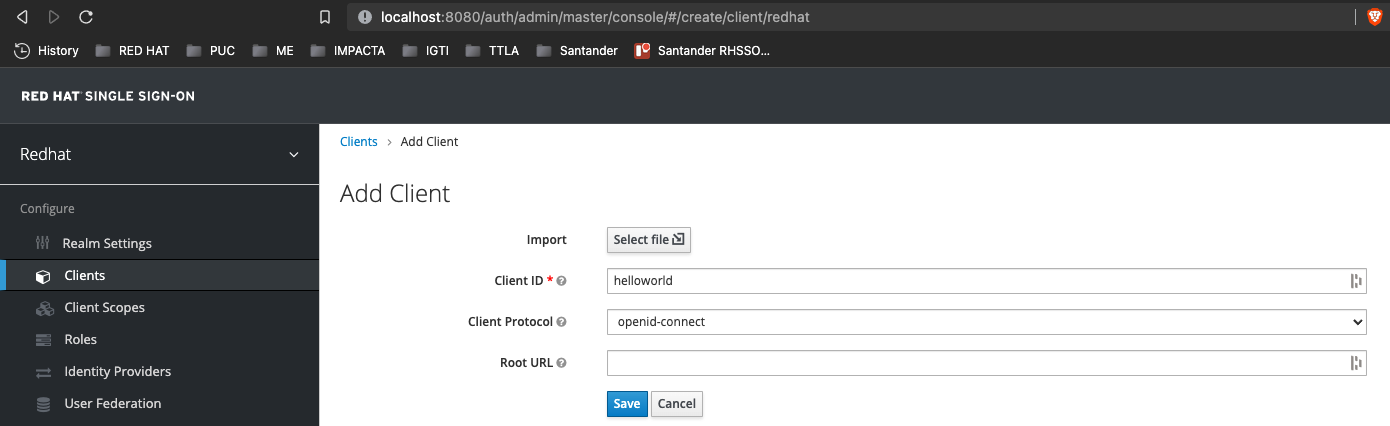 localhost:8080/auth/admin/master/console/#/create/client/redhat
History RED HAT PUC ME IMPACTA IGTI TTLA Santander Santander RHSSO...
RED HAT SINGLE SIGN-ON
Redhat
Clients > Add Client
Add Client
Configure
Import Select file
Realm Settings
Clients
Client ID * helloworld
Client Scopes
Client Protocol openid-connect
Roles
Root URL
Identity Providers
User Federation
Save Cancel